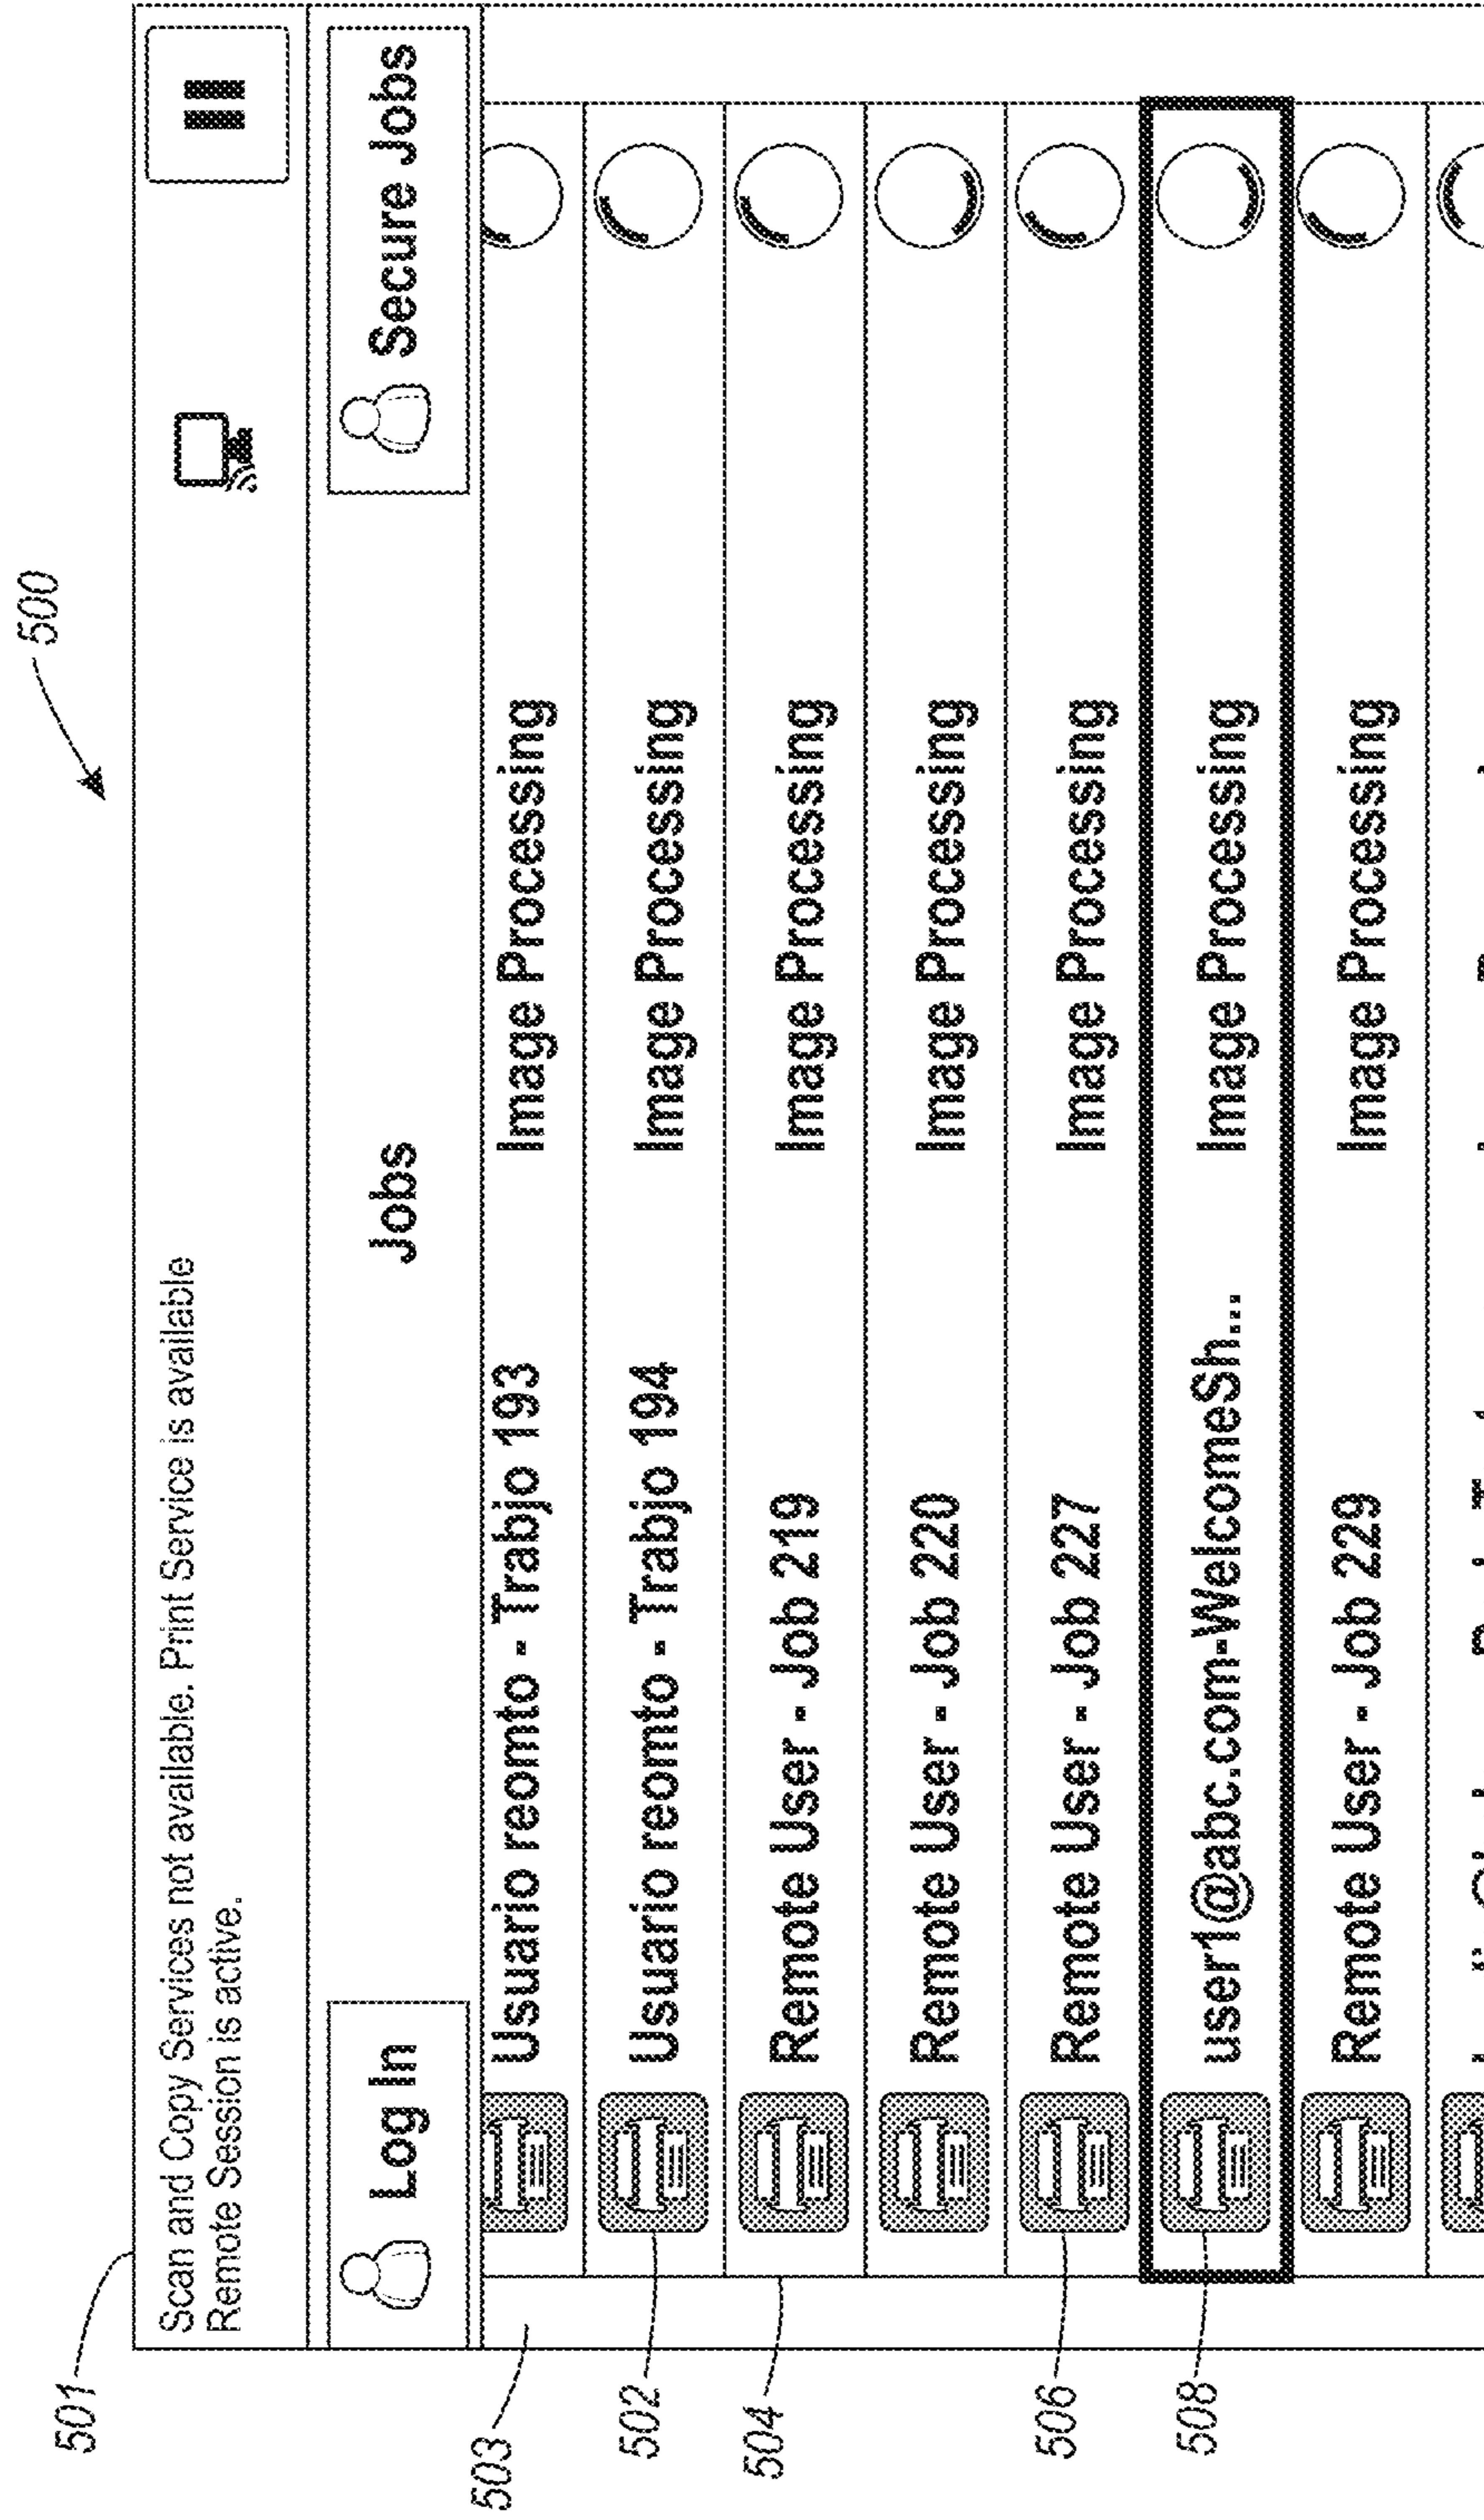 500
501
Scan and Copy Services not available. Print Service is available
Remote Session is active.
Log In
Jobs
Secure Jobs
503
Usuario reomto - Trabjo 193 Image Processing
502
Usuario reomto - Trabjo 194 Image Processing
504
Remote User - Job 219 Image Processing
Remote User - Job 220 Image Processing
506
Remote User - Job 227 Image Processing
508
user1@abc.com-WelcomeSh... Image Processing
Remote User - Job 229 Image Processing